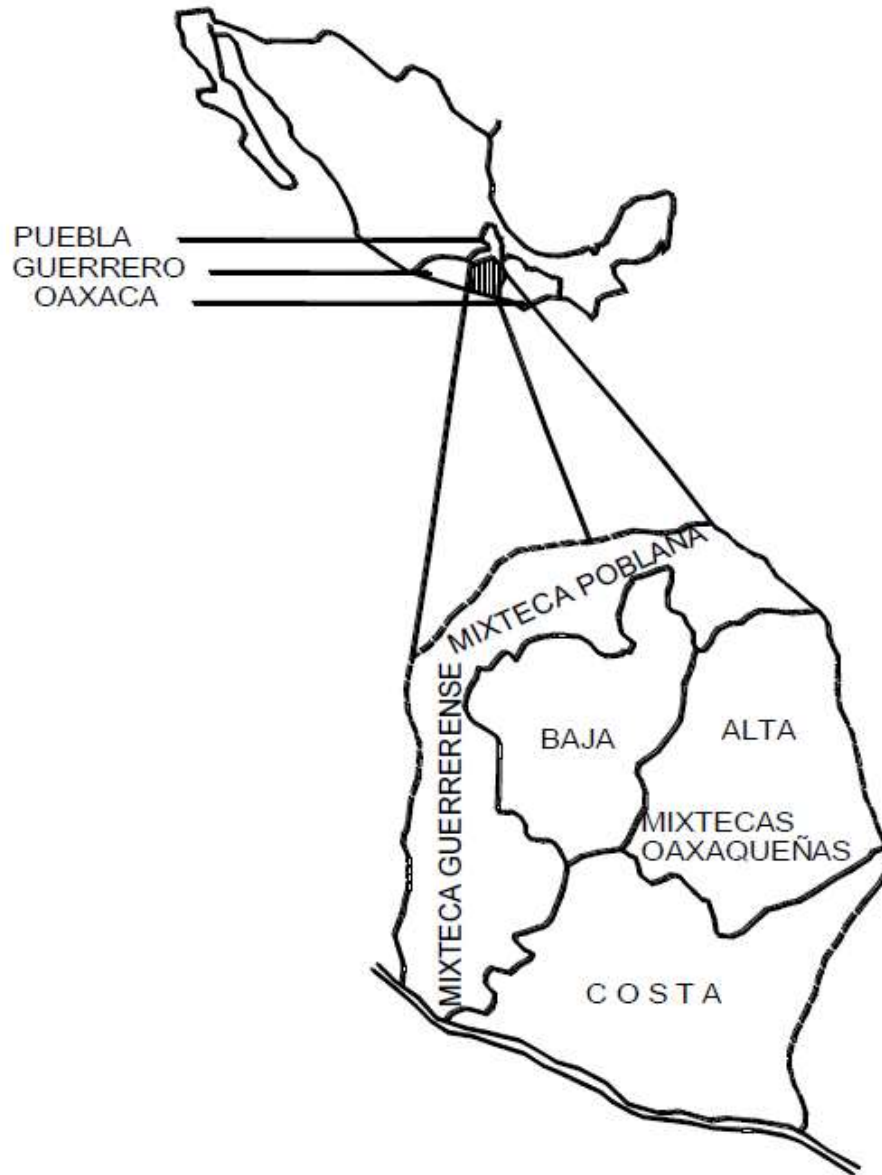 PUEBLA
GUERRERO
OAXACA
MIXTECA POBLANA
MIXTECA GUERRERENSE
BAJA
ALTA
MIXTECAS
OAXAQUEÑAS
COSTA